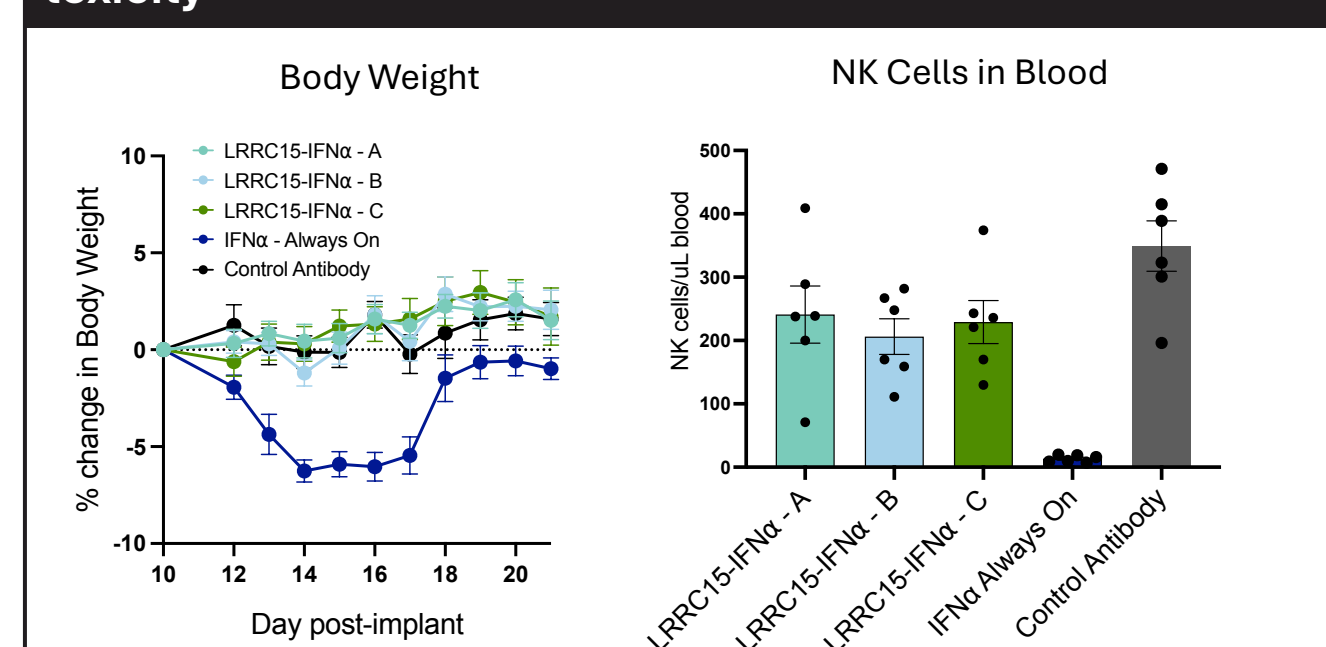 toxicity
Body Weight
% change in Body Weight
10
5
0
-5
-10
LRRC15-IFNα - A
LRRC15-IFNα - B
LRRC15-IFNα - C
IFNα - Always On
Control Antibody
10 12 14 16 18 20
Day post-implant
NK Cells in Blood
NK cells/uL blood
500
400
300
200
100
0
LRRC15-IFNα - A
LRRC15-IFNα - B
LRRC15-IFNα - C
IFNα Always On
Control Antibody